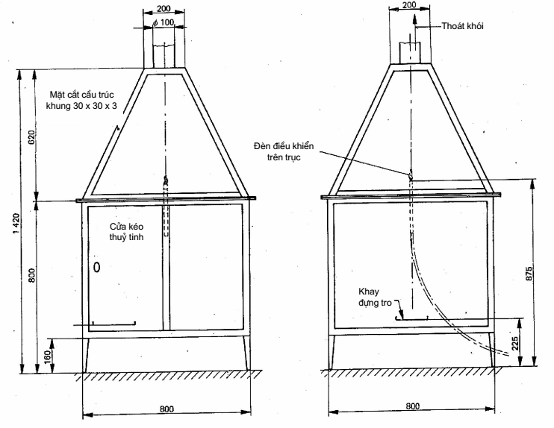 200
ϕ 100
Mặt cắt cấu trúc
khung 30 x 30 x 3
620
1 420
800
Cửa kéo
thuỷ tinh
160
800
200
Thoát khói
Đèn điều khiển
trên trục
Khay
đựng tro
875
225
800